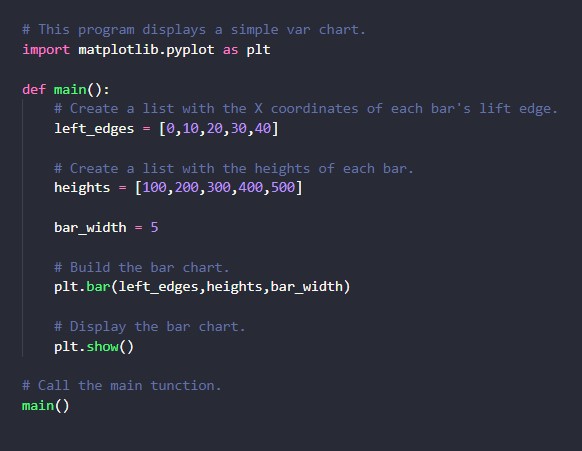 # This program displays a simple var chart.
import matplotlib.pyplot as plt

def main():
    # Create a list with the X coordinates of each bar's lift edge.
    left_edges = [0,10,20,30,40]

    # Create a list with the heights of each bar.
    heights = [100,200,300,400,500]

    bar_width = 5

    # Build the bar chart.
    plt.bar(left_edges,heights,bar_width)

    # Display the bar chart.
    plt.show()

# Call the main tunction.
main()